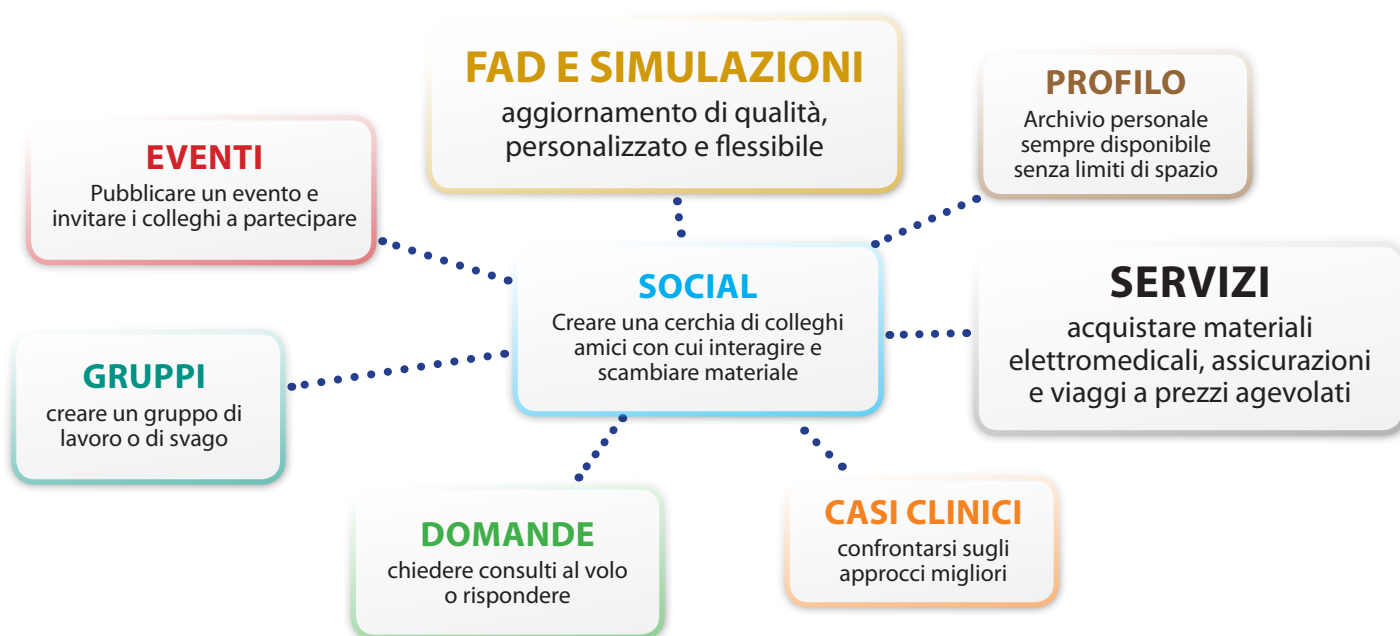 FAD E SIMULAZIONI
aggiornamento di qualità,
personalizzato e flessibile
PROFILO
Archivio personale
sempre disponibile
senza limiti di spazio
EVENTI
Pubblicare un evento e
invitare i colleghi a partecipare
SOCIAL
Creare una cerchia di colleghi
amici con cui interagire e
scambiare materiale
SERVIZI
acquistare materiali
elettromedicali, assicurazioni
e viaggi a prezzi agevolati
GRUPPI
creare un gruppo di
lavoro o di svago
DOMANDE
chiedere consulti al volo
o rispondere
CASI CLINICI
confrontarsi sugli
approcci migliori